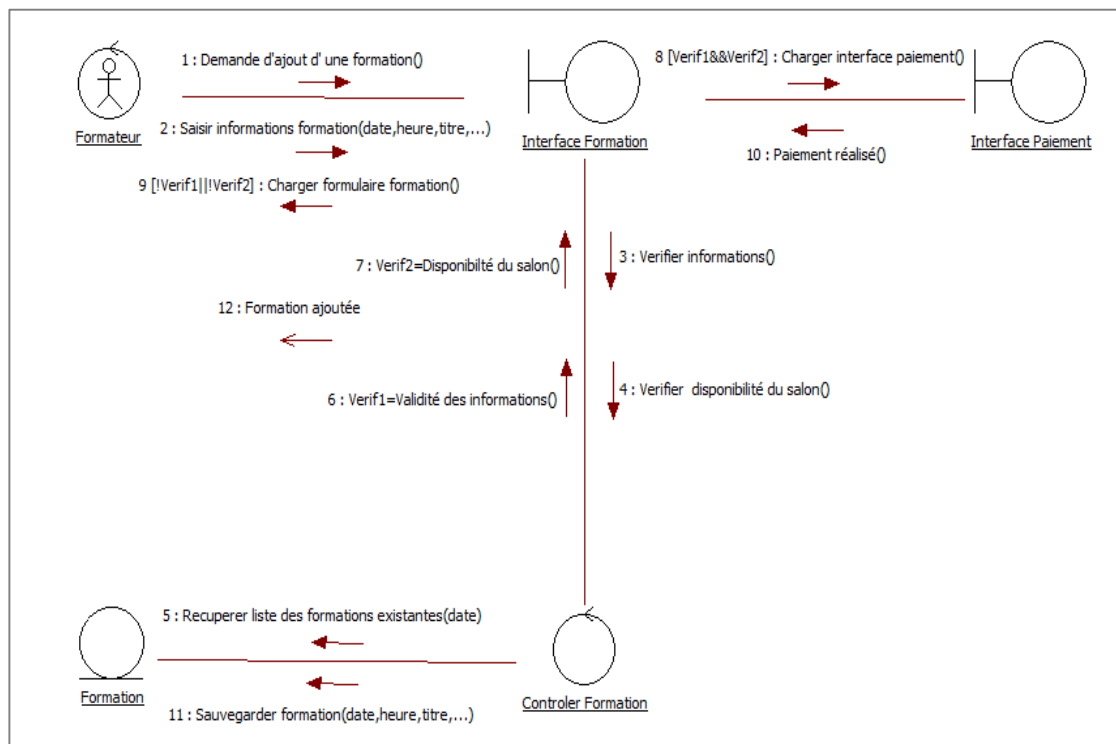 1 : Demande d'ajout d' une formation()
8 [Verif1&&Verif2] : Charger interface paiement()
Formateur
2 : Saisir informations formation(date,heure,titre,...)
Interface Formation
Interface Paiement
10 : Paiement réalisé()
9 [!Verif1||!Verif2] : Charger formulaire formation()
7 : Verif2=Disponibilté du salon()
3 : Verifier informations()
12 : Formation ajoutée
6 : Verif1=Validité des informations()
4 : Verifier disponibilité du salon()
5 : Recuperer liste des formations existantes(date)
Formation
Controler Formation
11 : Sauvegarder formation(date,heure,titre,...)